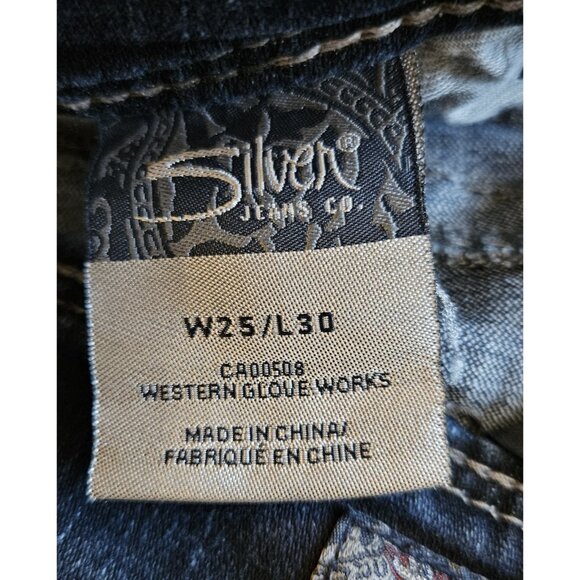 Silver®
JEANS CO.
W25/L30
CA00508
WESTERN GLOVE WORKS
MADE IN CHINA/
FABRIQUÉ EN CHINE